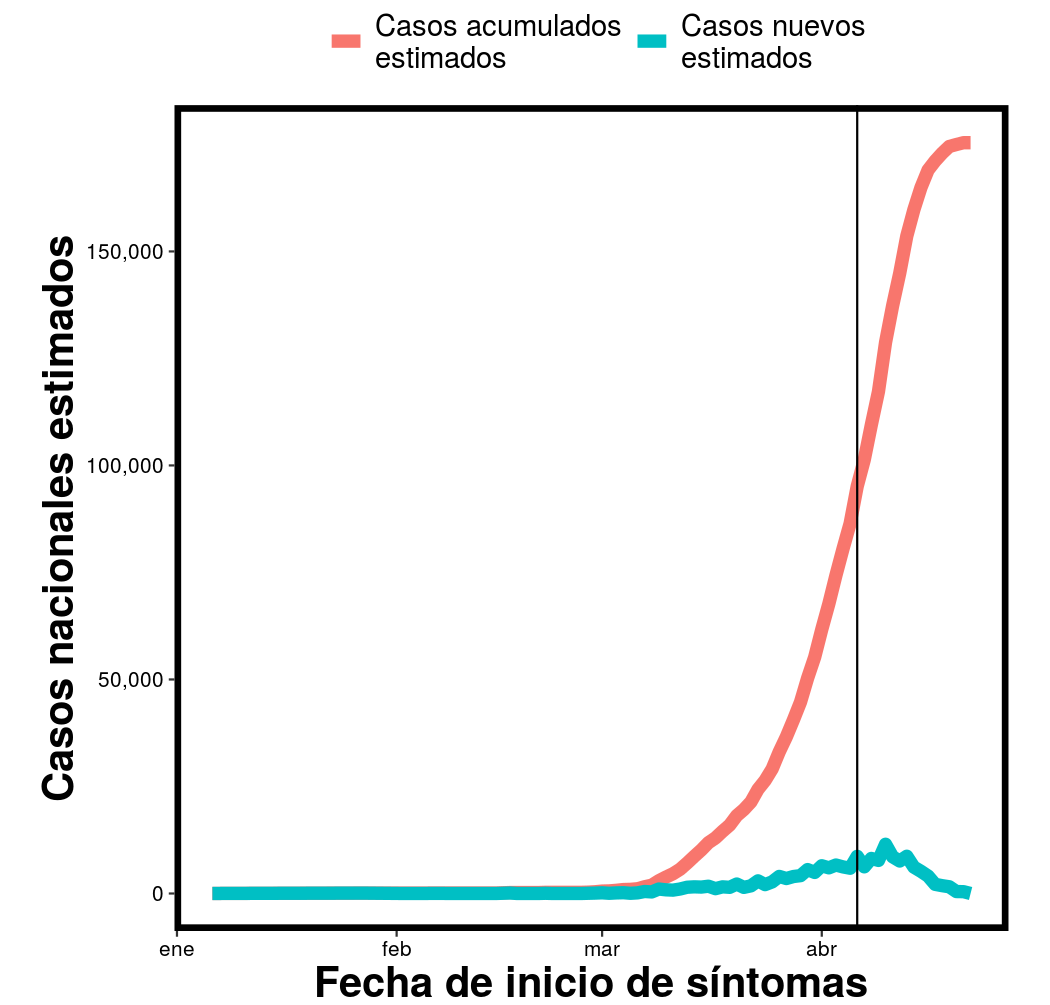 Casos acumulados
estimados
Casos nuevos
estimados
Casos nacionales estimados
150,000
100,000
50,000
0
ene
feb
mar
abr
Fecha de inicio de síntomas